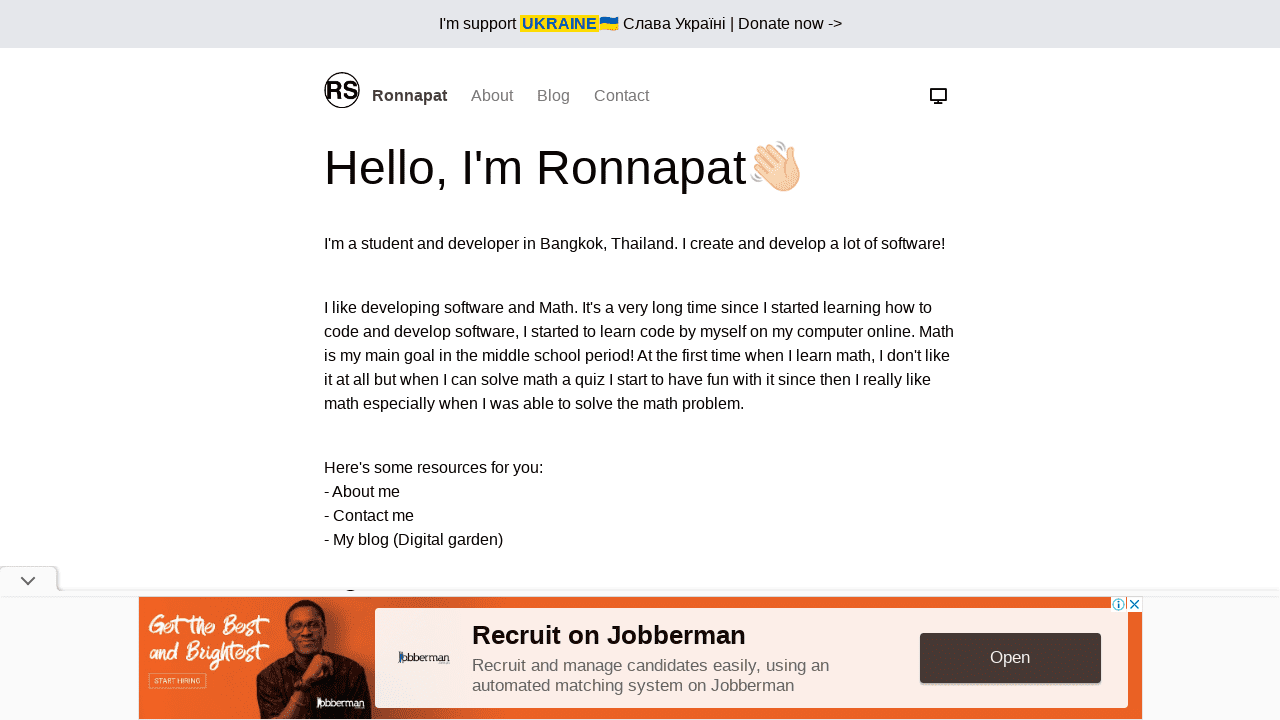 I'm support UKRAINE🇺🇦 Слава Україні | Donate now ->
RS
Ronnapat About Blog Contact
Hello, I'm Ronnapat👋🏻
I'm a student and developer in Bangkok, Thailand. I create and develop a lot of software!
I like developing software and Math. It's a very long time since I started learning how to
code and develop software, I started to learn code by myself on my computer online. Math
is my main goal in the middle school period! At the first time when I learn math, I don't like
it at all but when I can solve math a quiz I start to have fun with it since then I really like
math especially when I was able to solve the math problem.
Here's some resources for you:
- About me
- Contact me
- My blog (Digital garden)
Get the Best
and Brightest
START HIRING
Jobberman
Jobberman
Recruit on Jobberman
Recruit and manage candidates easily, using an
automated matching system on Jobberman
Open